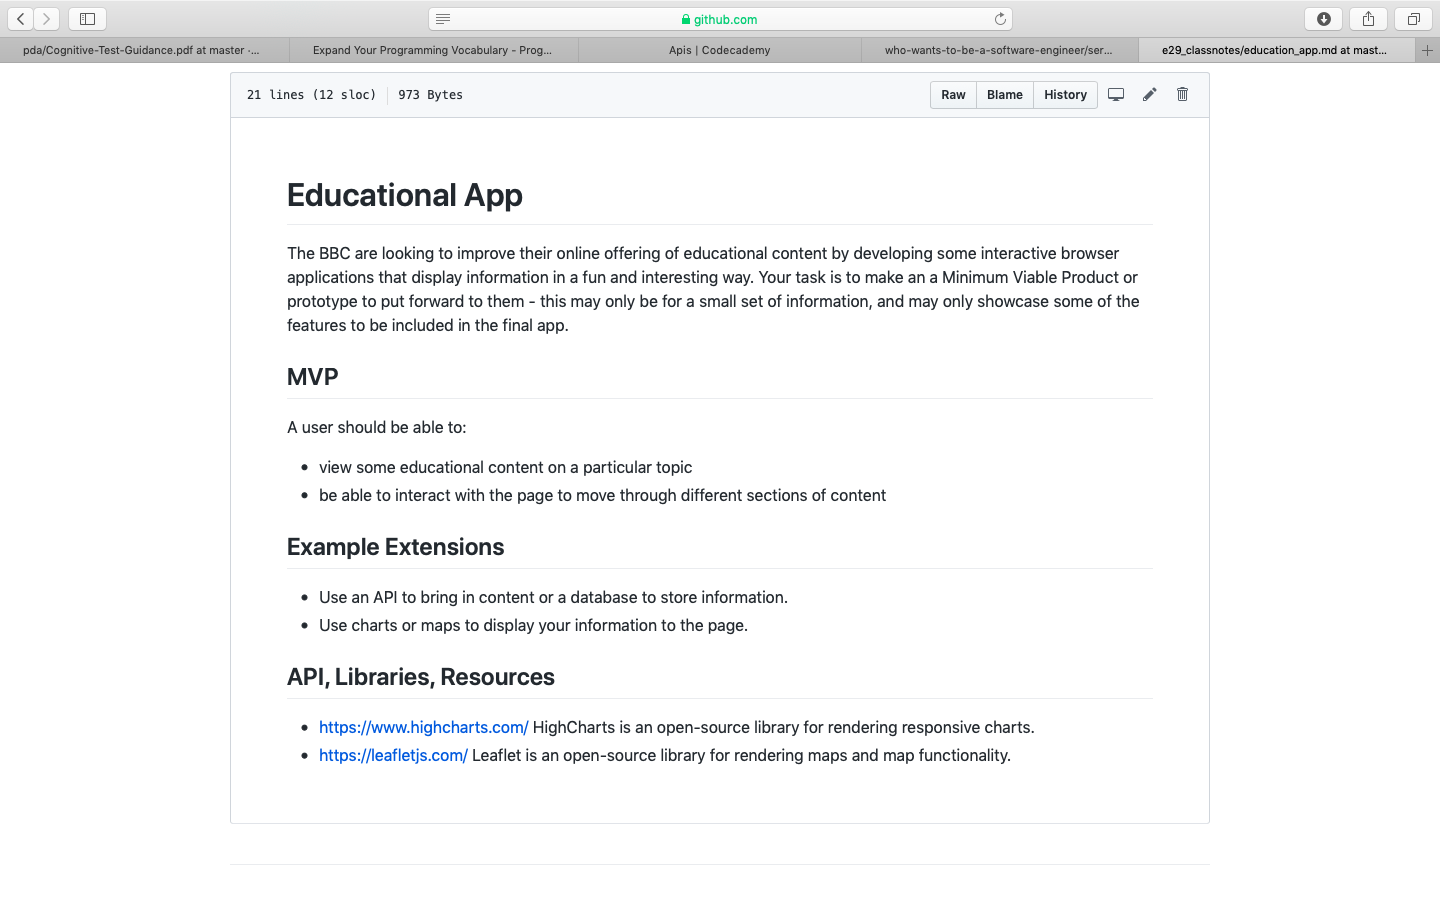 github.com
pda/Cognitive-Test-Guidance.pdf at master ·...
Expand Your Programming Vocabulary - Prog...
Apis | Codecademy
who-wants-to-be-a-software-engineer/ser...
e29_classnotes/education_app.md at mast...
21 lines (12 sloc) 973 Bytes
Raw Blame History
Educational App
The BBC are looking to improve their online offering of educational content by developing some interactive browser
applications that display information in a fun and interesting way. Your task is to make an a Minimum Viable Product or
prototype to put forward to them - this may only be for a small set of information, and may only showcase some of the
features to be included in the final app.
MVP
A user should be able to:
• view some educational content on a particular topic
• be able to interact with the page to move through different sections of content
Example Extensions
• Use an API to bring in content or a database to store information.
• Use charts or maps to display your information to the page.
API, Libraries, Resources
• https://www.highcharts.com/ HighCharts is an open-source library for rendering responsive charts.
• https://leafletjs.com/ Leaflet is an open-source library for rendering maps and map functionality.